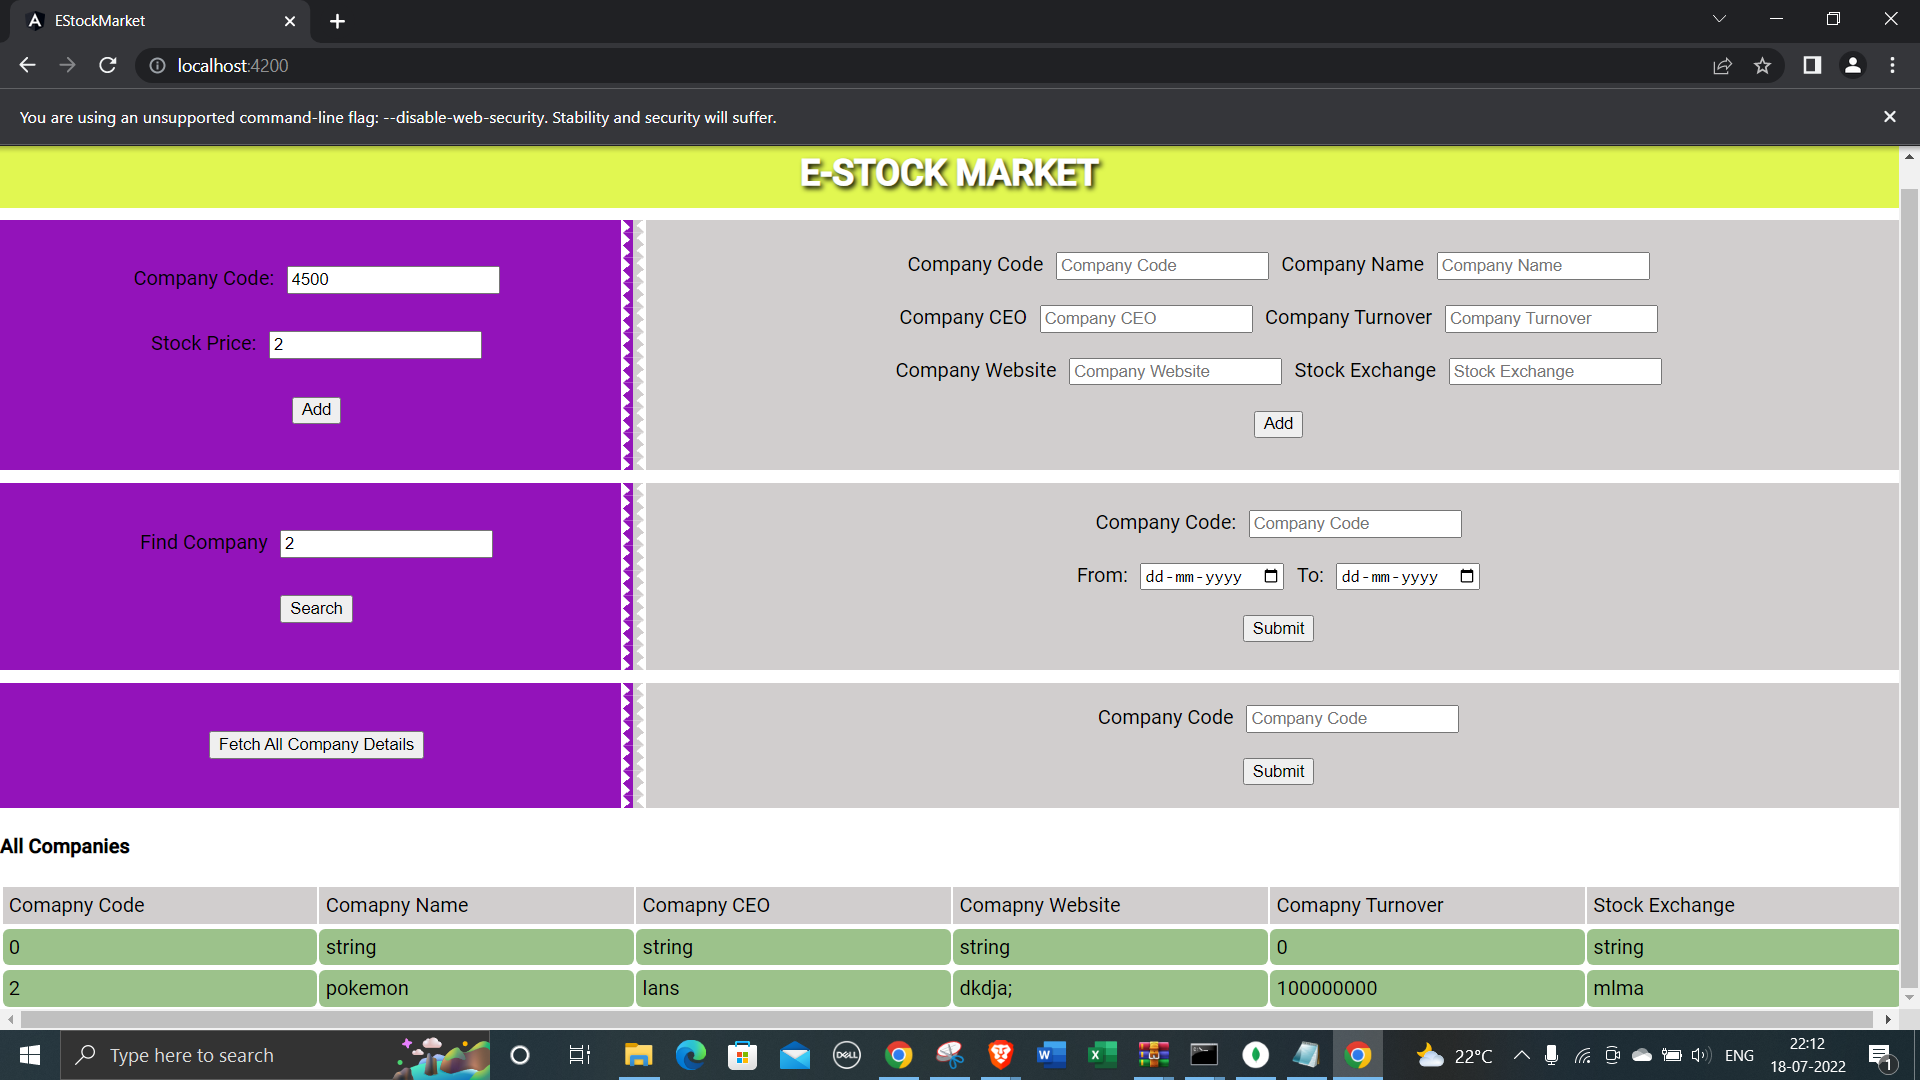 EStockMarket
localhost:4200
You are using an unsupported command-line flag: --disable-web-security. Stability and security will suffer.
E-STOCK MARKET
Company Code: 4500
Stock Price: 2
Add
Company Code Company Code Company Name Company Name
Company CEO Company CEO Company Turnover Company Turnover
Company Website Company Website Stock Exchange Stock Exchange
Add
Find Company 2
Search
Company Code: Company Code
From: dd-mm-yyyy To: dd-mm-yyyy
Submit
Fetch All Company Details
Company Code Company Code
Submit
All Companies
Comapny Code Comapny Name Comapny CEO Comapny Website Comapny Turnover Stock Exchange
0 string string string 0 string
2 pokemon lans dkdja; 100000000 mlma
Type here to search
DELL
22°C
ENG
22:12
18-07-2022
1